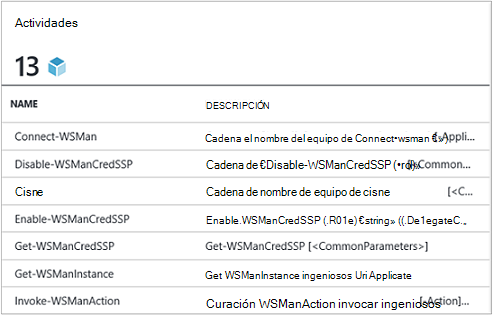 Actividades
13
NAME DESCRIPCIÓN
Connect-WSMan Cadena el nombre del equipo de Connect•wsman €») [-Appli...
Disable-WSManCredSSP Cadena de €Disable-WSManCredSSP (•rol)» [<Common...
Cisne Cadena de nombre de equipo de cisne [<C...
Enable-WSManCredSSP Enable.WSManCredSSP (.R01e) €string» ((.De1egateC..
Get-WSManCredSSP Get-WSManCredSSP [<CommonParameters>]
Get-WSManInstance Get WSManInstance ingeniosos Uri Applicate
Invoke-WSManAction Curación WSManAction invocar ingeniosos [-Action]...